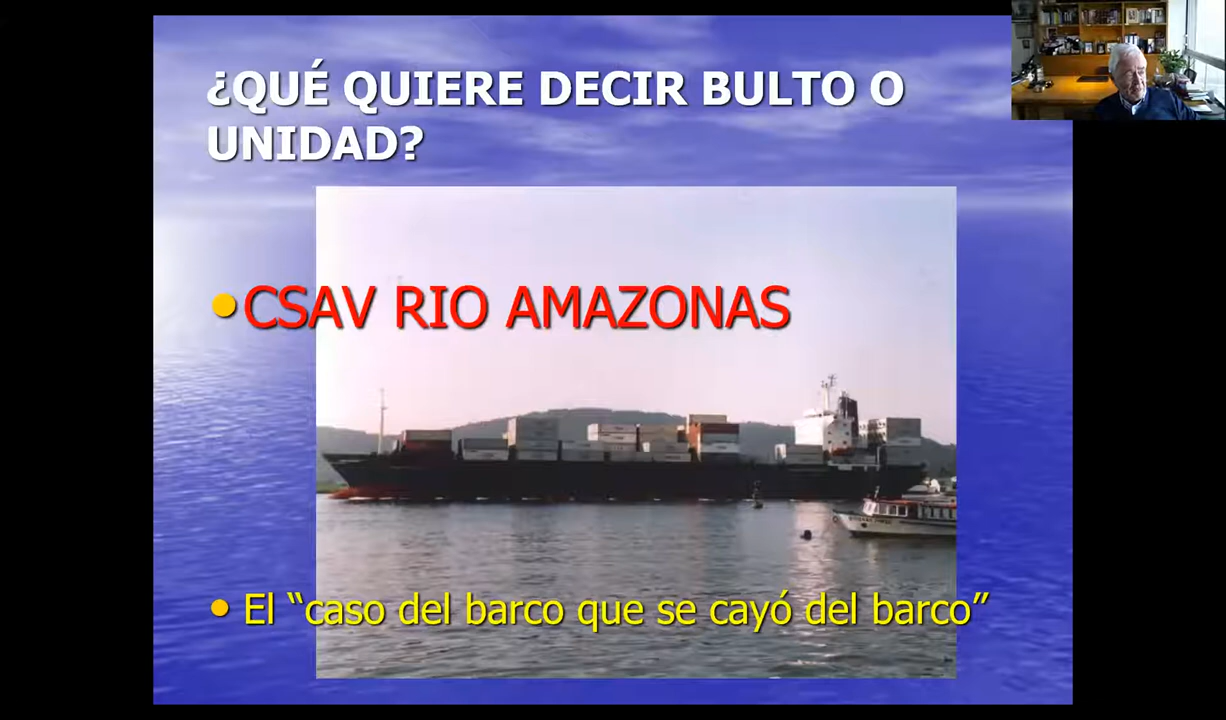 ¿QUÉ QUIERE DECIR BULTO O
UNIDAD?
•CSAV RIO AMAZONAS
• El “caso del barco que se cayó del barco”